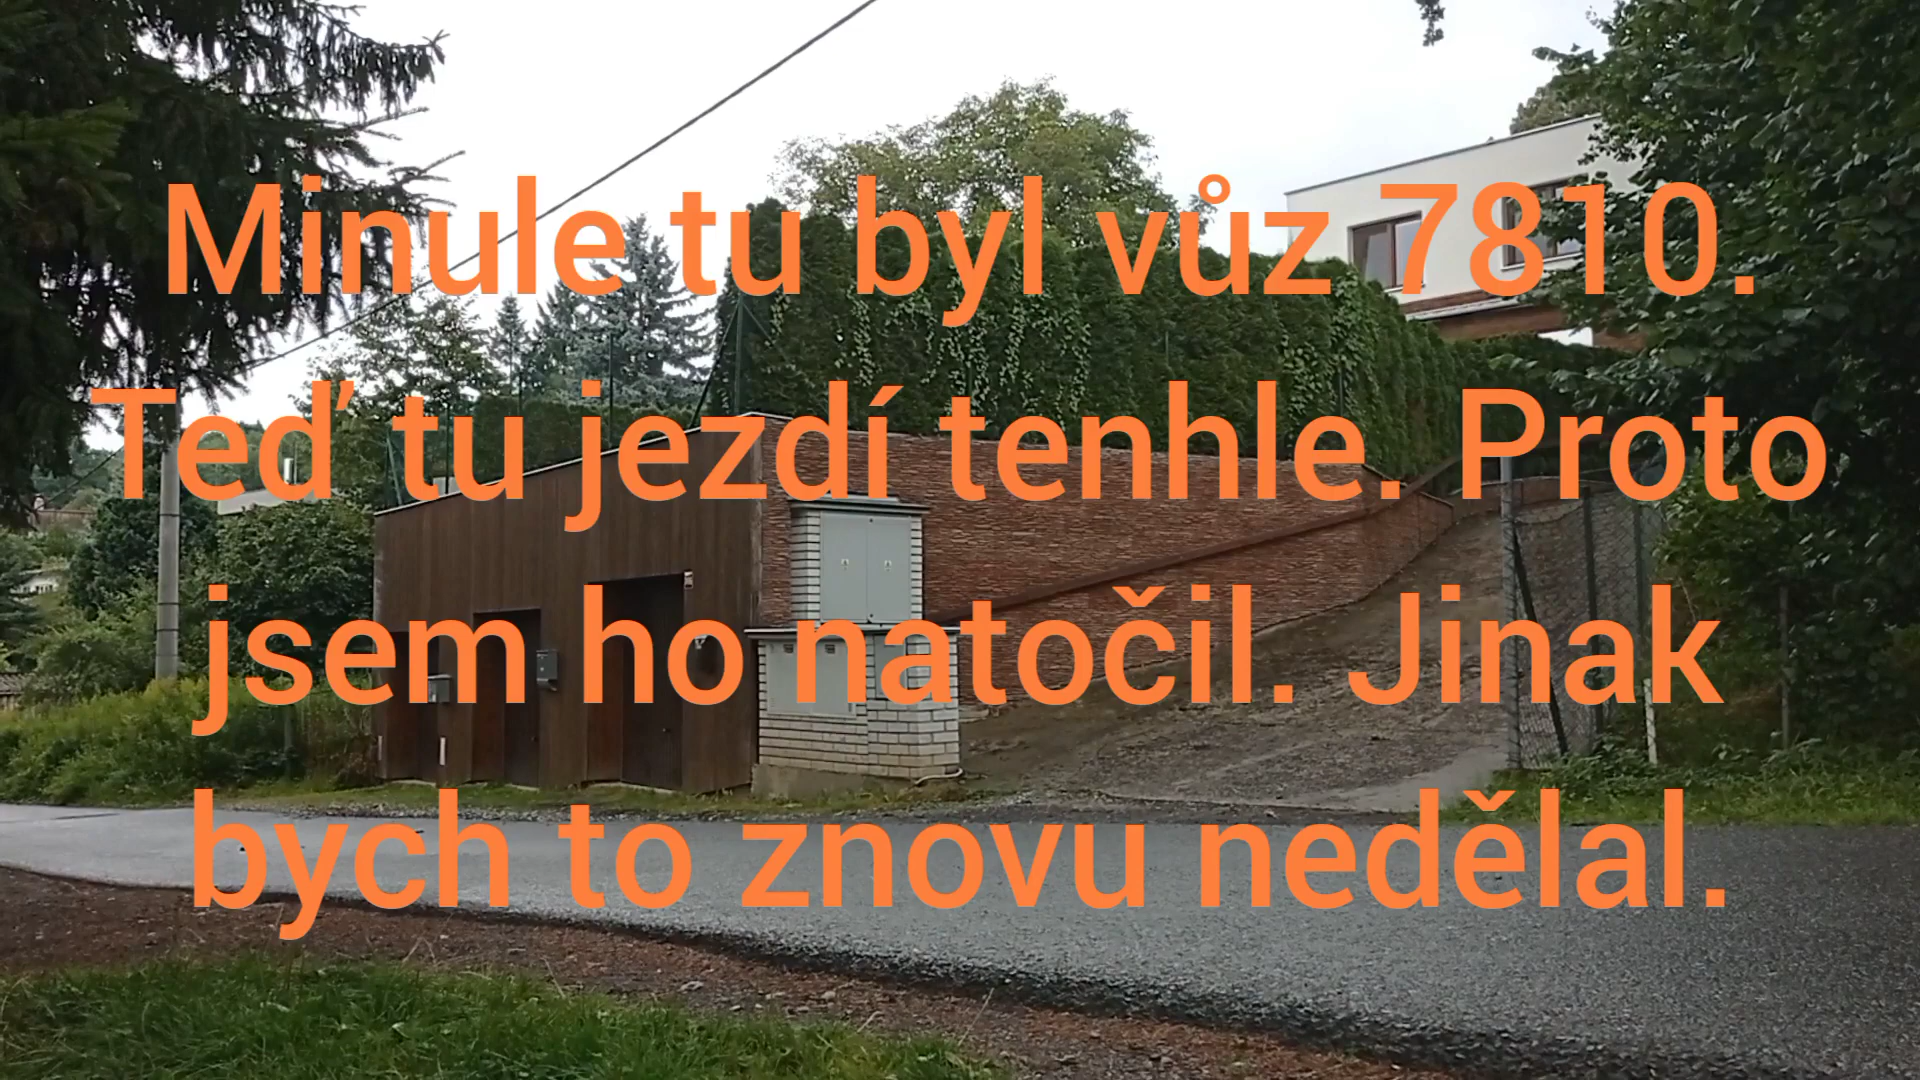 Minule tu byl vůz 7810.
Teď tu jezdí tenhle. Proto
jsem ho natočil. Jinak
bych to znovu nedělal.